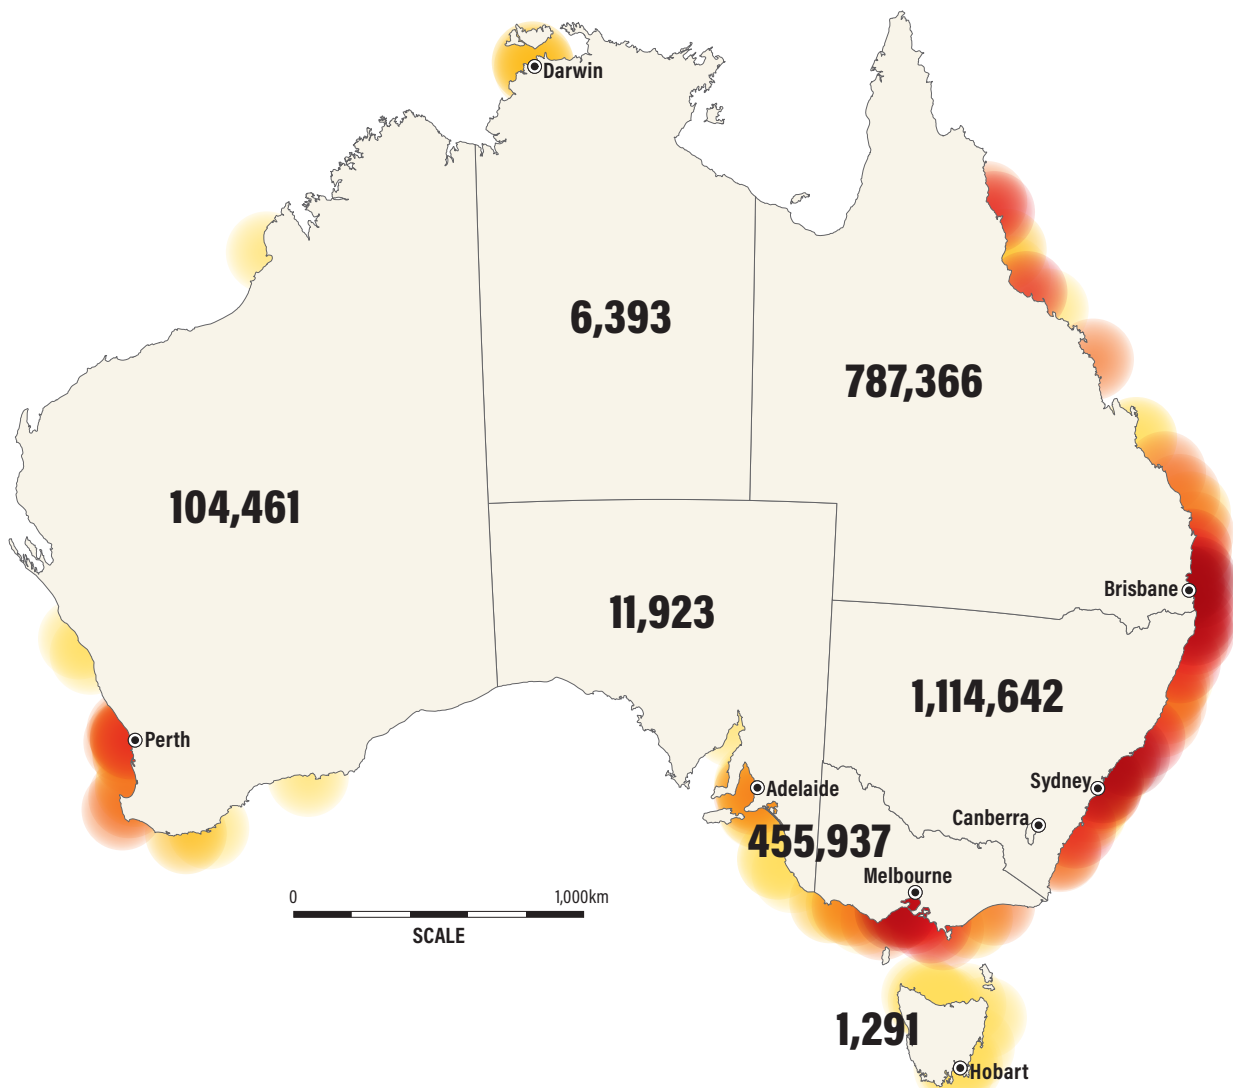 Darwin
6,393
787,366
104,461
Brisbane
11,923
1,114,642
Perth
Sydney
Adelaide
Canberra
455,937
Melbourne
0 1,000km
SCALE
1,291
Hobart